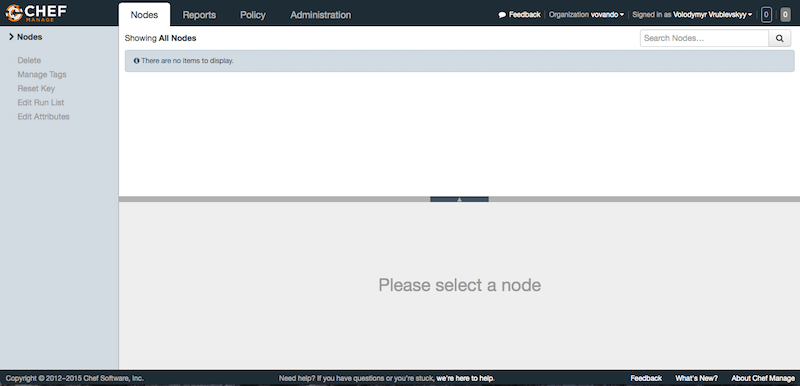 CHEF
MANAGE
Nodes Reports Policy Administration
Feedback Organization vovando Signed in as Volodymyr Vrublevskyy 0 0
Nodes
Delete
Manage Tags
Reset Key
Edit Run List
Edit Attributes
Showing All Nodes
Search Nodes...
There are no items to display.
Please select a node
Copyright © 2012–2015 Chef Software, Inc.
Need help? If you have questions or you're stuck, we're here to help.
Feedback What's New? About Chef Manage